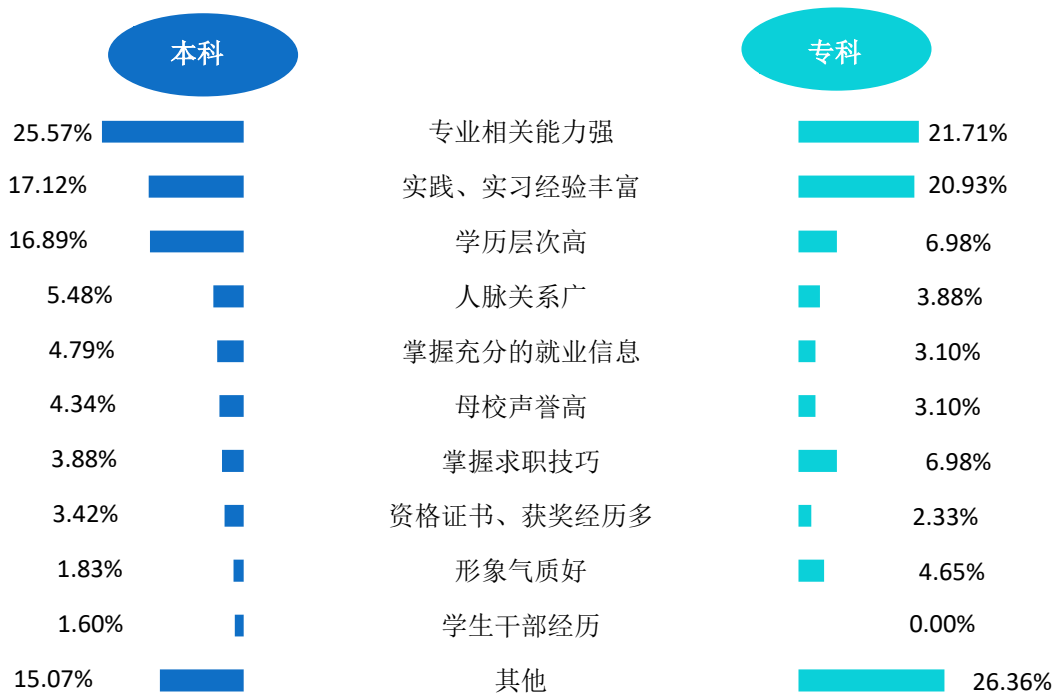 本科 专科
25.57% 专业相关能力强 21.71%
17.12% 实践、实习经验丰富 20.93%
16.89% 学历层次高 6.98%
5.48% 人脉关系广 3.88%
4.79% 掌握充分的就业信息 3.10%
4.34% 母校声誉高 3.10%
3.88% 掌握求职技巧 6.98%
3.42% 资格证书、获奖经历多 2.33%
1.83% 形象气质好 4.65%
1.60% 学生干部经历 0.00%
15.07% 其他 26.36%